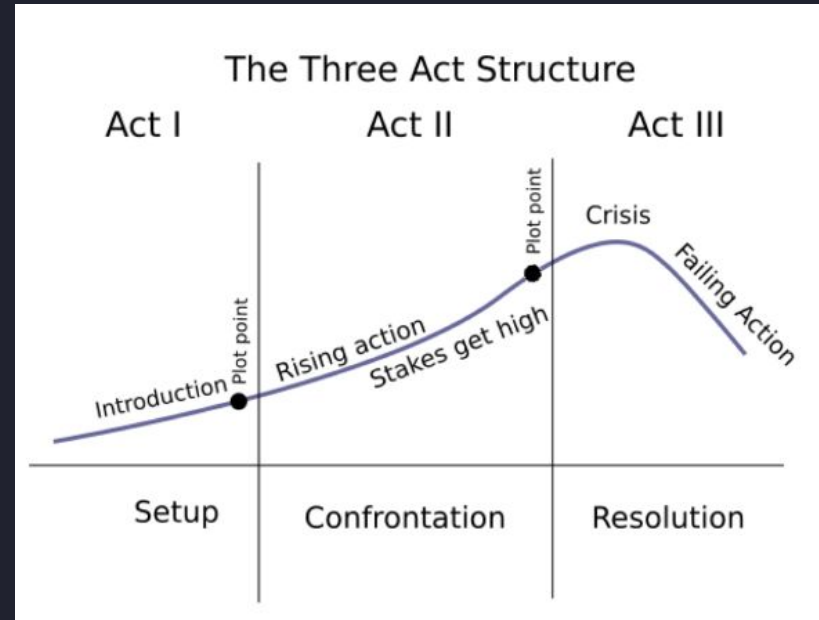 The Three Act Structure
Act I
Act II
Act III
Introduction
Plot point
Rising action
Stakes get high
Plot point
Crisis
Failing Action
Setup
Confrontation
Resolution